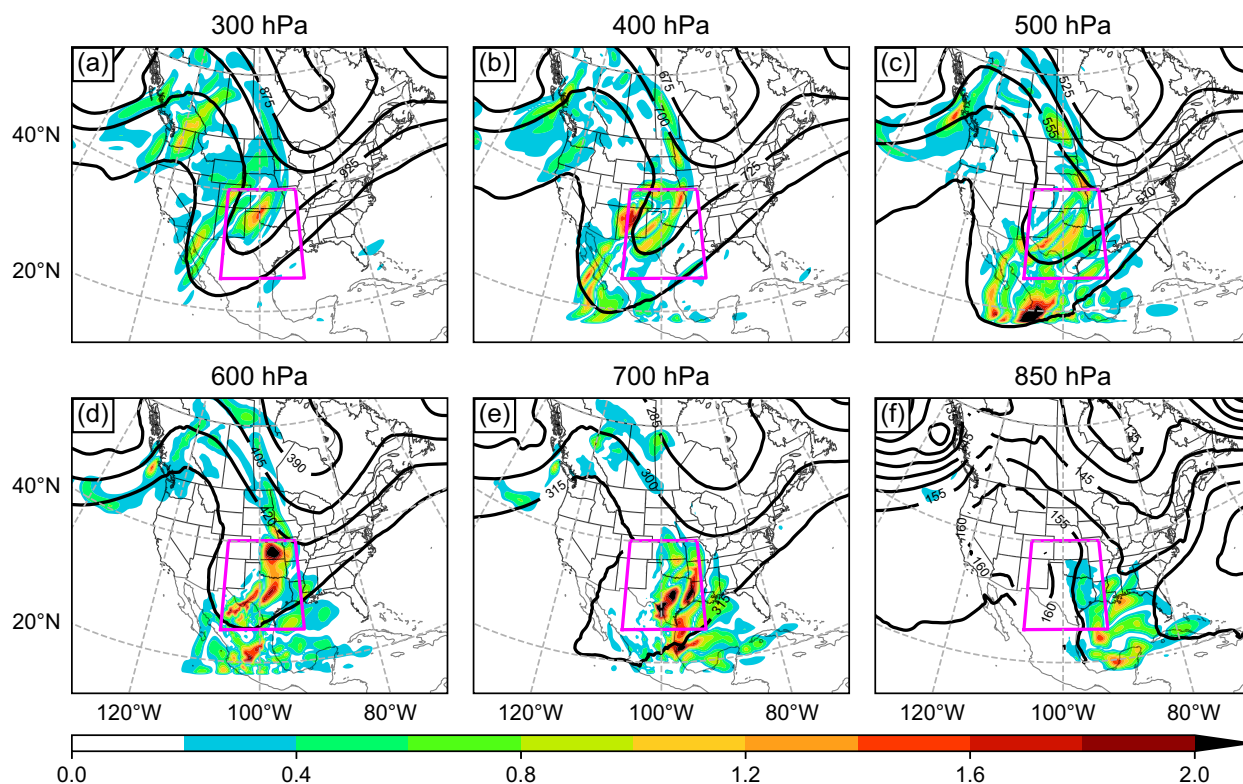 300 hPa 400 hPa 500 hPa
(a) (b) (c)
875 925
675 700 725
525 555 510
40°N
20°N
600 hPa 700 hPa 850 hPa
(d) (e) (f)
390 405 420
285 300 315 315
135 145 155 155 160 160 160
40°N
20°N
120°W 100°W 80°W 120°W 100°W 80°W 120°W 100°W 80°W
0.0 0.4 0.8 1.2 1.6 2.0